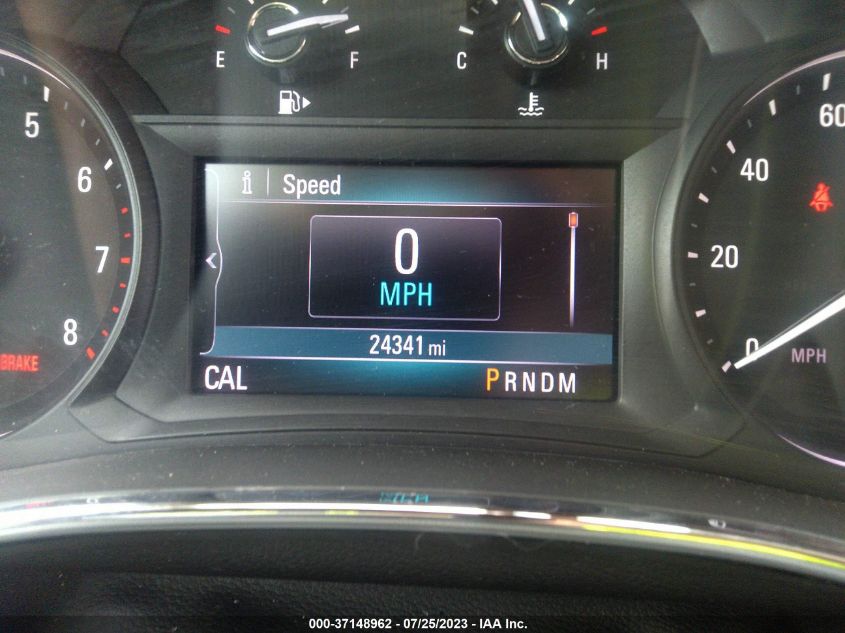 E F C H
5 6 7 8
BRAKE
i Speed
0
MPH
24341 mi
CAL PRNDM
60
40
20
0
MPH
000-37148962 - 07/25/2023 - IAA Inc.